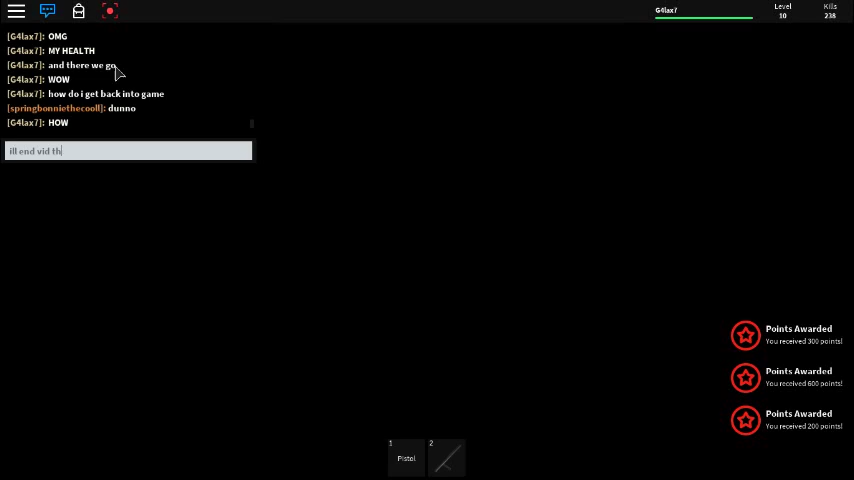 G4lax7
Level
10
Kills
238
[G4lax7]: OMG
[G4lax7]: MY HEALTH
[G4lax7]: and there we go
[G4lax7]: WOW
[G4lax7]: how do i get back into game
[springbonniethecooll]: dunno
[G4lax7]: HOW
ill end vid th
Points Awarded
You received 300 points!
Points Awarded
You received 600 points!
Points Awarded
You received 200 points!
1
Pistol
2